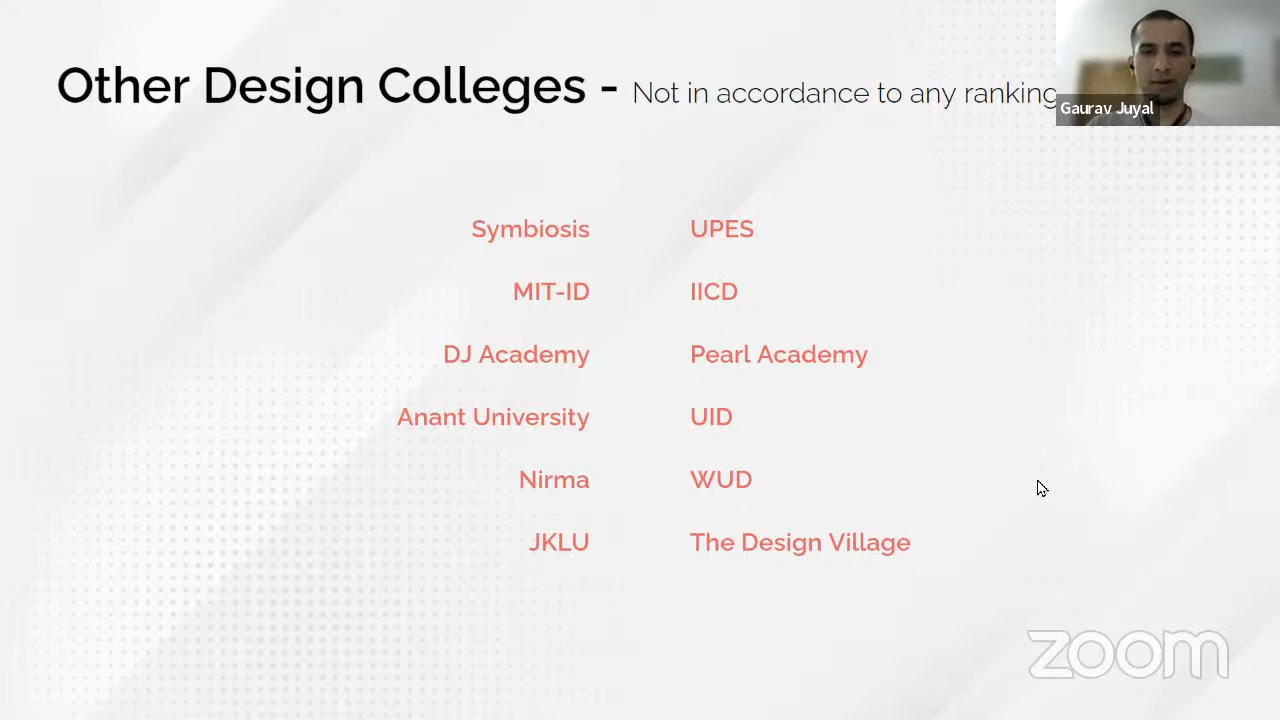 Other Design Colleges - Not in accordance to any ranking
Gaurav Juyal
Symbiosis
UPES
MIT-ID
IICD
DJ Academy
Pearl Academy
Anant University
UID
Nirma
WUD
JKLU
The Design Village
zoom